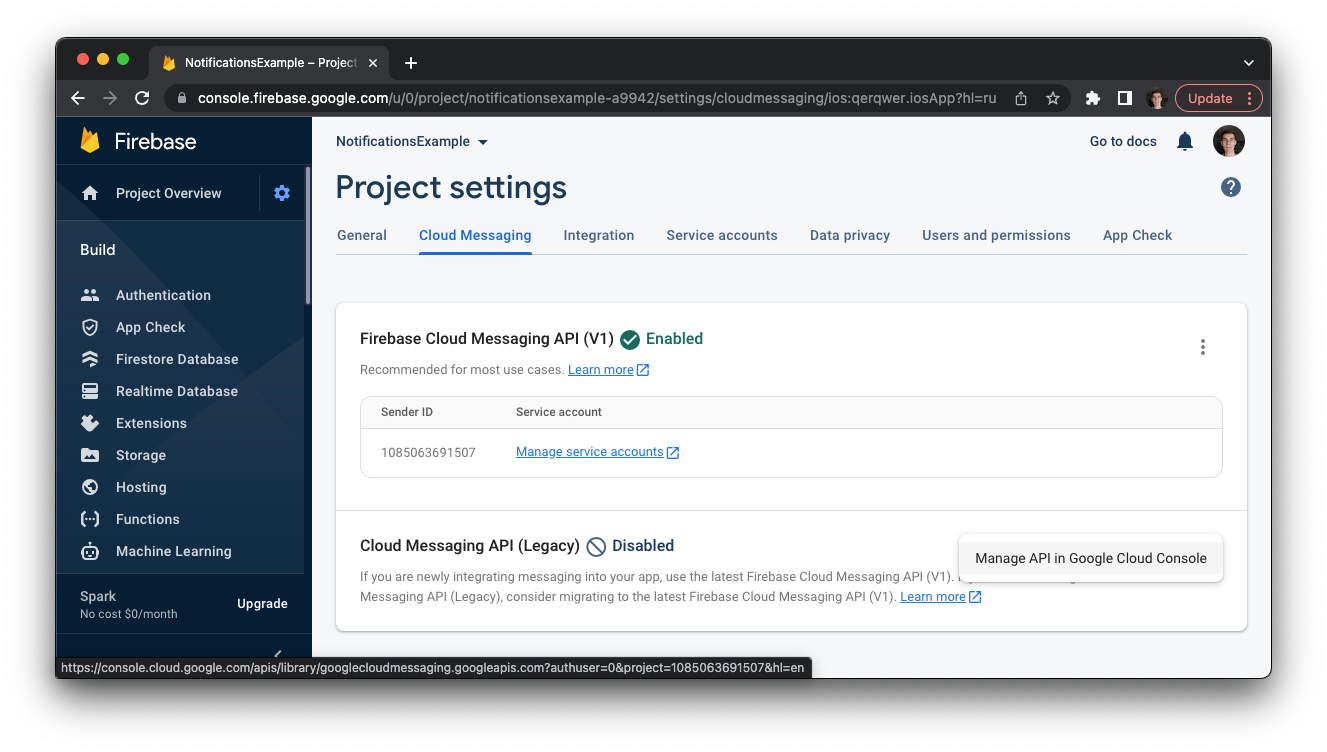 NotificationsExample – Project
console.firebase.google.com/u/0/project/notificationsexample-a9942/settings/cloudmessaging/ios:qerqwer.iosApp?hl=ru
Update
Firebase
Project Overview
Build
Authentication
App Check
Firestore Database
Realtime Database
Extensions
Storage
Hosting
Functions
Machine Learning
Spark
No cost $0/month
Upgrade
NotificationsExample
Go to docs
Project settings
General
Cloud Messaging
Integration
Service accounts
Data privacy
Users and permissions
App Check
Firebase Cloud Messaging API (V1) Enabled
Recommended for most use cases. Learn more
Sender ID
Service account
1085063691507
Manage service accounts
Cloud Messaging API (Legacy) Disabled
Manage API in Google Cloud Console
If you are newly integrating messaging into your app, use the latest Firebase Cloud Messaging API (V1).
Messaging API (Legacy), consider migrating to the latest Firebase Cloud Messaging API (V1). Learn more
https://console.cloud.google.com/apis/library/googlecloudmessaging.googleapis.com?authuser=0&project=1085063691507&hl=en